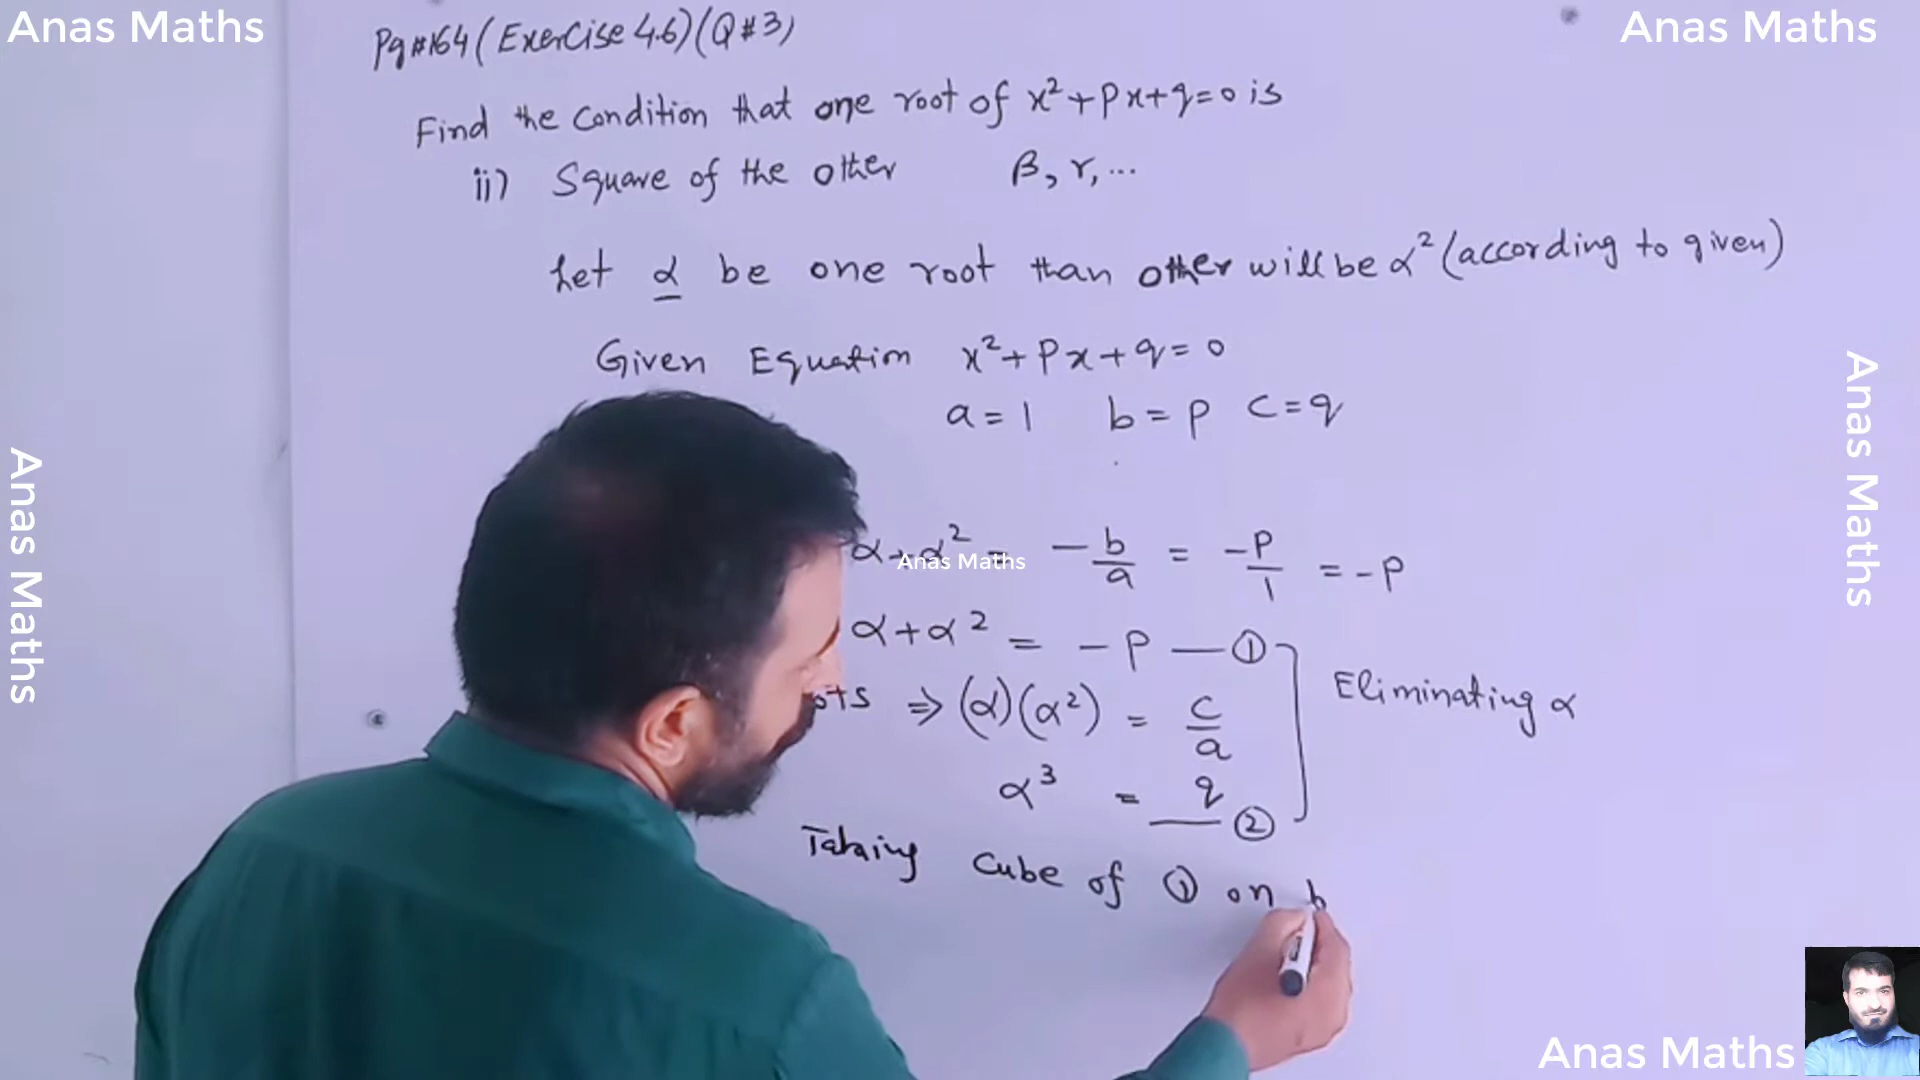 Anas Maths
Anas Maths
Pg#164 (Exercise 4.6) (Q#3)
Find the Condition that one root of x²+px+q=0 is
ii) Square of the other β, γ, ...
Let α be one root than other will be α² (according to given)
Given Equation x²+px+q=0
a=1 b=p c=q
α+α² = -b/a = -p/1 = -p
Anas Maths
α+α² = -p — ①
Eliminating α
ots ⇒ (α)(α²) = c/a
α³ = q — ②
Taking Cube of ① on b
Anas Maths
Anas Maths
Anas Maths